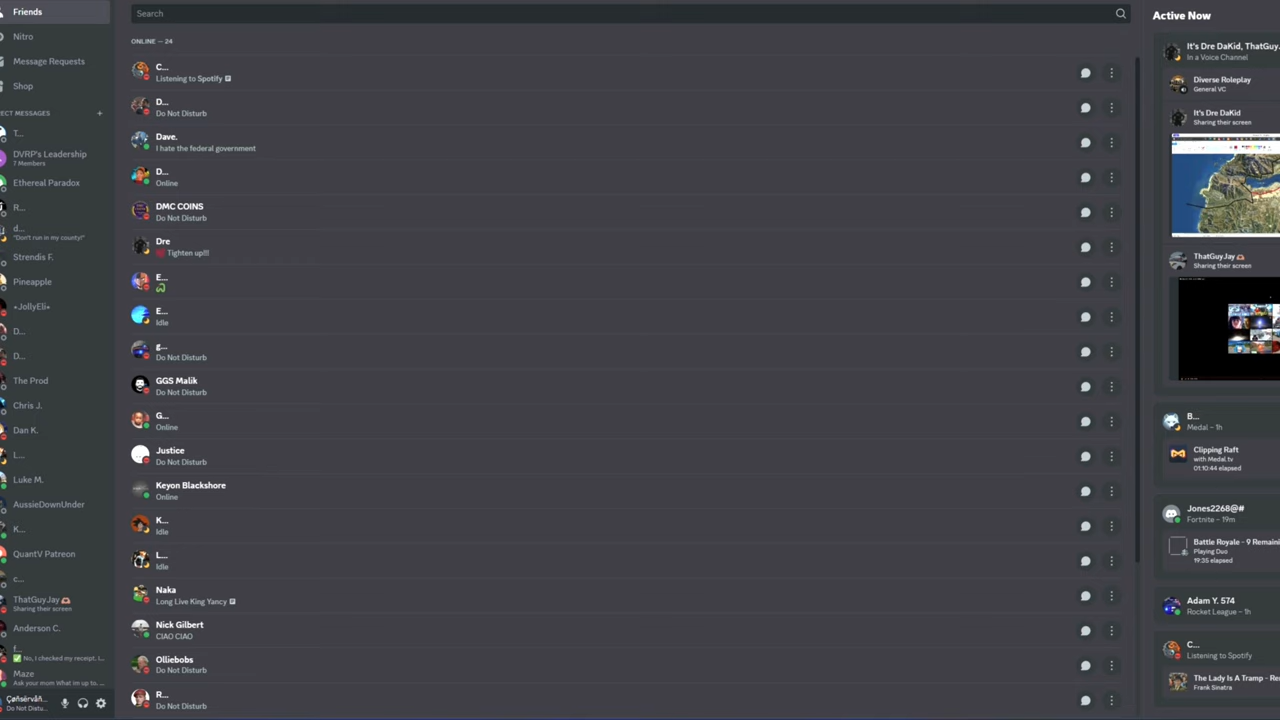 Friends
Nitro
Message Requests
Shop
ECT MESSAGES
T...
DVRP's Leadership
7 Members
Ethereal Paradox
R...
d...
"Don't run in my county!"
Strendis F.
Pineapple
•JollyEli•
D...
D...
The Prod
Chris J.
Dan K.
L...
Luke M.
AussieDownUnder
K...
QuantV Patreon
c...
ThatGuyJay
Sharing their screen
Anderson C.
f...
No, I checked my receipt. I...
Maze
Ask your mom What im up to. ...
Çøñsérvåñ...
Do Not Distu...
Search
ONLINE — 24
C...
Listening to Spotify
D...
Do Not Disturb
Dave.
I hate the federal government
D...
Online
DMC COINS
Do Not Disturb
Dre
Tighten up!!!
E...
E...
Idle
g...
Do Not Disturb
GGS Malik
Do Not Disturb
G...
Online
Justice
Do Not Disturb
Keyon Blackshore
Online
K...
Idle
L...
Idle
Naka
Long Live King Yancy
Nick Gilbert
CIAO CIAO
Olliebobs
Do Not Disturb
R...
Do Not Disturb
Active Now
It's Dre DaKid, ThatGuy
In a Voice Channel
Diverse Roleplay
General VC
It's Dre DaKid
Sharing their screen
ThatGuyJay
Sharing their screen
B...
Medal – 1h
Clipping Raft
with Medal.tv
01:10:44 elapsed
Jones2268@#
Fortnite – 19m
Battle Royale - 9 Remaini
Playing Duo
19:35 elapsed
Adam Y. 574
Rocket League – 1h
C...
Listening to Spotify
The Lady Is A Tramp - Re
Frank Sinatra